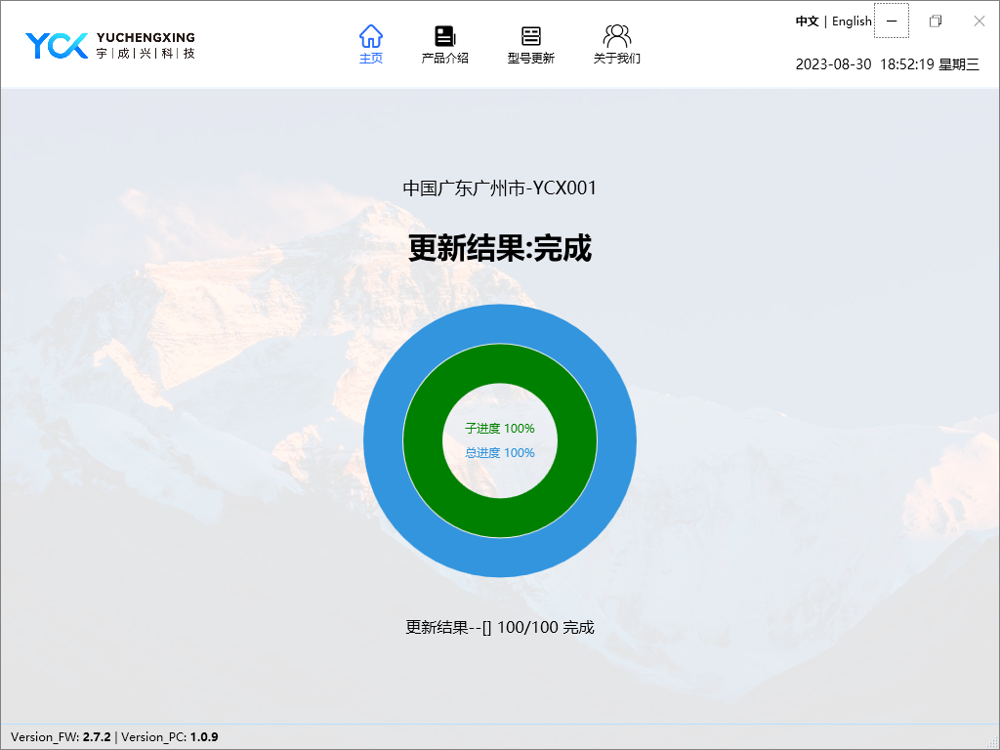 YCX YUCHENGXING
宇|成|兴|科|技
主页 产品介绍 型号更新 关于我们
中文 | English
2023-08-30 18:52:19 星期三
中国广东广州市-YCX001
更新结果:完成
子进度 100%
总进度 100%
更新结果--[] 100/100 完成
Version_FW: 2.7.2 | Version_PC: 1.0.9